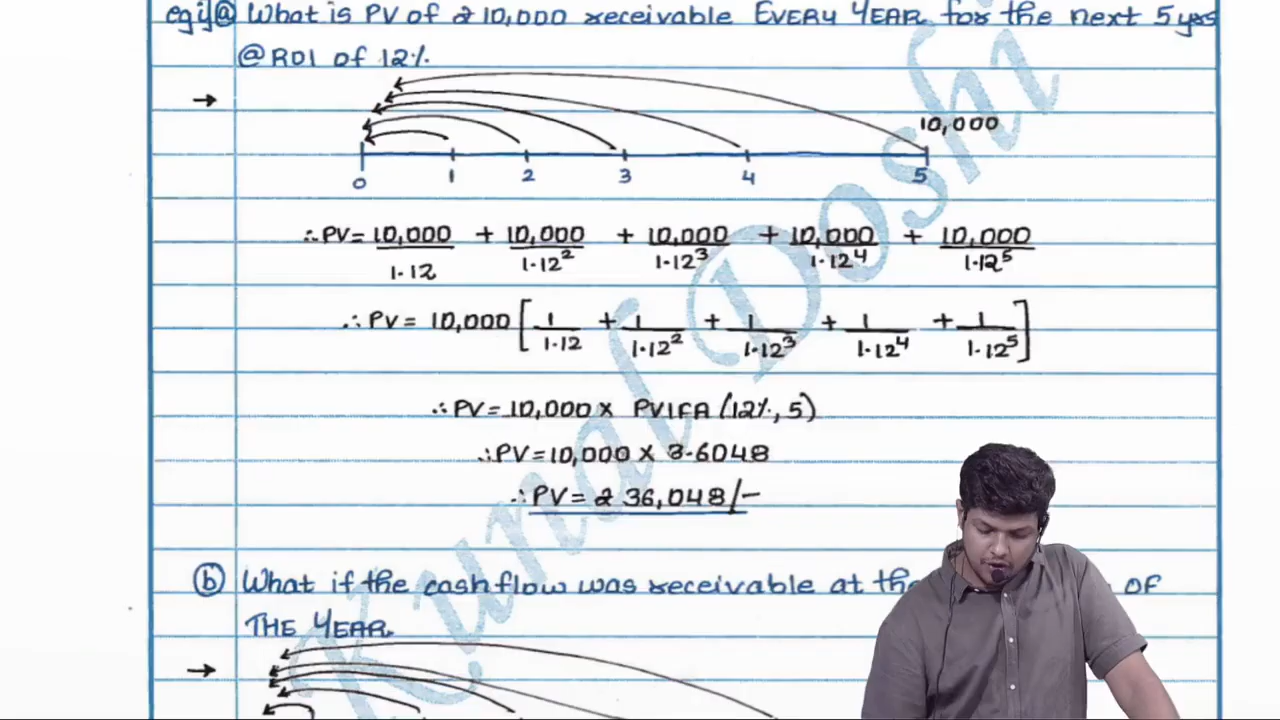 eg 1) ⓐ What is PV of ₹ 10,000 receivable EVERY YEAR for the next 5 yrs
@ ROI of 12%.
→
10,000
0 1 2 3 4 5
∴ PV = 10,000/1.12 + 10,000/1.12² + 10,000/1.12³ + 10,000/1.12⁴ + 10,000/1.12⁵
∴ PV = 10,000 [1/1.12 + 1/1.12² + 1/1.12³ + 1/1.12⁴ + 1/1.12⁵]
∴ PV = 10,000 × PVIFA (12%, 5)
∴ PV = 10,000 × 3.6048
∴ PV = ₹ 36,048/-
ⓑ What if the cash flow was receivable at the of
THE YEAR.
→
Kunal Doshi